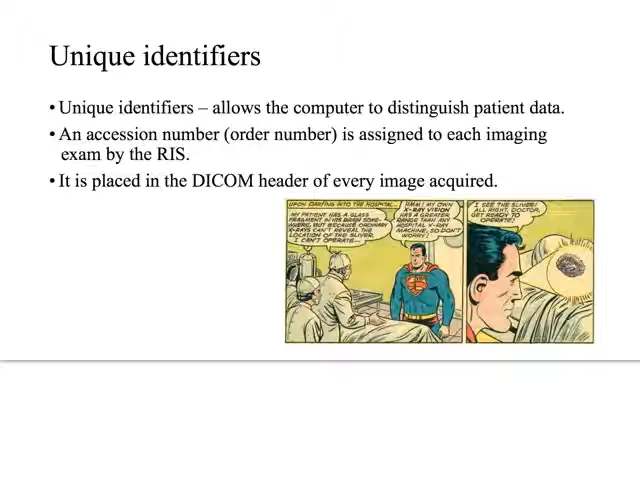 Unique identifiers
• Unique identifiers – allows the computer to distinguish patient data.
• An accession number (order number) is assigned to each imaging
exam by the RIS.
• It is placed in the DICOM header of every image acquired.
UPON DARTING INTO THE HOSPITAL...
MY PATIENT HAS A GLASS
FRAGMENT IN HIS BRAIN SOME-
WHERE, BUT BECAUSE ORDINARY
X-RAYS CAN'T REVEAL THE
LOCATION OF THE SLIVER,
I CAN'T OPERATE--
HMM! MY OWN
X-RAY VISION
HAS A GREATER
RANGE THAN ANY
HOSPITAL X-RAY
MACHINE, SO DON'T
WORRY!
I SEE THE SLIVER!
ALL RIGHT, DOCTOR,
GET READY TO
OPERATE!